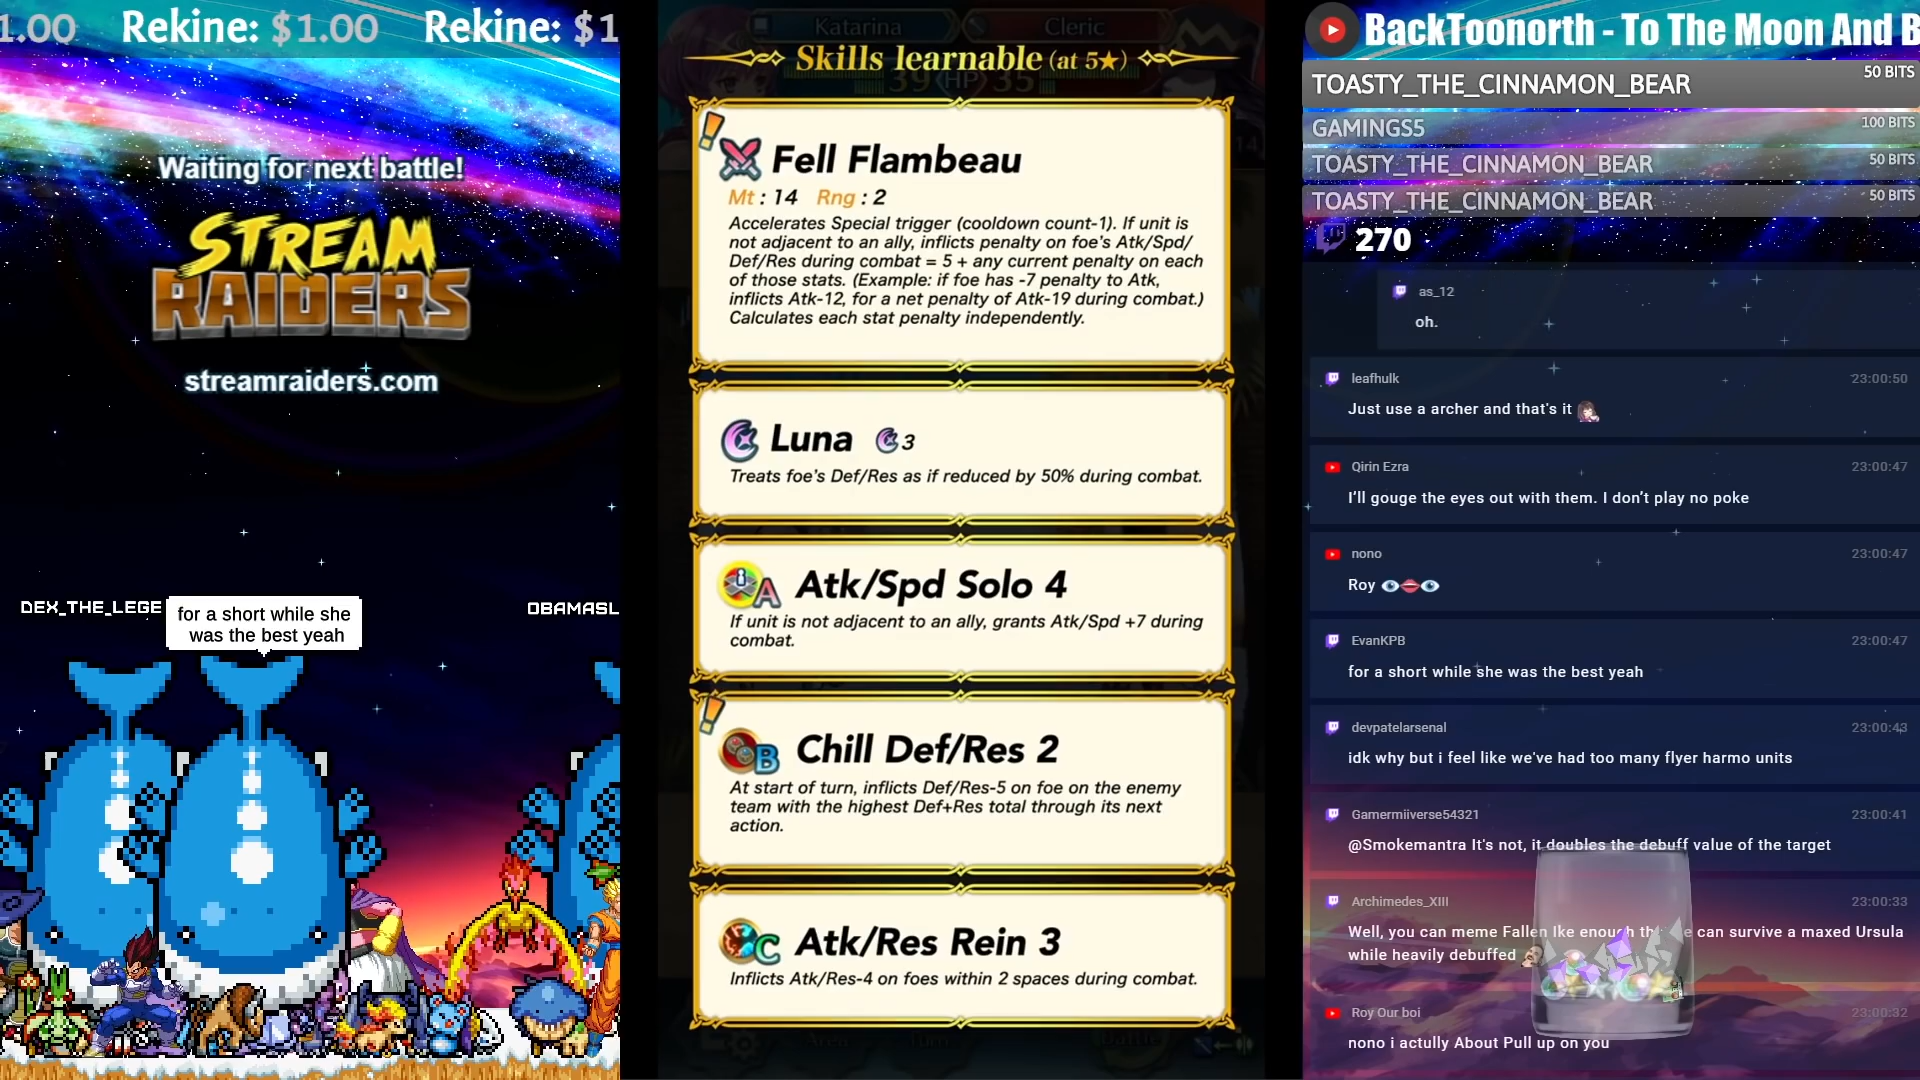 1.00 Rekine: $1.00 Rekine: $1
Waiting for next battle!
STREAM
RAIDERS
streamraiders.com
DEX_THE_LEGE
for a short while she
was the best yeah
OBAMASL
Katarina
Cleric
Skills learnable (at 5★)
39 HP 35
Fell Flambeau
Mt : 14 Rng : 2
Accelerates Special trigger (cooldown count-1). If unit is
not adjacent to an ally, inflicts penalty on foe's Atk/Spd/
Def/Res during combat = 5 + any current penalty on each
of those stats. (Example: if foe has -7 penalty to Atk,
inflicts Atk-12, for a net penalty of Atk-19 during combat.)
Calculates each stat penalty independently.
Luna 3
Treats foe's Def/Res as if reduced by 50% during combat.
A Atk/Spd Solo 4
If unit is not adjacent to an ally, grants Atk/Spd +7 during
combat.
B Chill Def/Res 2
At start of turn, inflicts Def/Res-5 on foe on the enemy
team with the highest Def+Res total through its next
action.
C Atk/Res Rein 3
Inflicts Atk/Res-4 on foes within 2 spaces during combat.
BackToonorth - To The Moon And B
TOASTY_THE_CINNAMON_BEAR 50 BITS
GAMINGS5 100 BITS
TOASTY_THE_CINNAMON_BEAR 50 BITS
TOASTY_THE_CINNAMON_BEAR 50 BITS
270
as_12
oh.
leafhulk 23:00:50
Just use a archer and that's it
Qirin Ezra 23:00:47
I'll gouge the eyes out with them. I don't play no poke
nono 23:00:47
Roy 👁👄👁
EvanKPB 23:00:47
for a short while she was the best yeah
devpatelarsenal 23:00:43
idk why but i feel like we've had too many flyer harmo units
Gamermiiverse54321 23:00:41
@Smokemantra It's not, it doubles the debuff value of the target
Archimedes_XIII 23:00:33
Well, you can meme Fallen Ike enough can survive a maxed Ursula
while heavily debuffed
Roy Our boi 23:00:32
nono i actully About Pull up on you